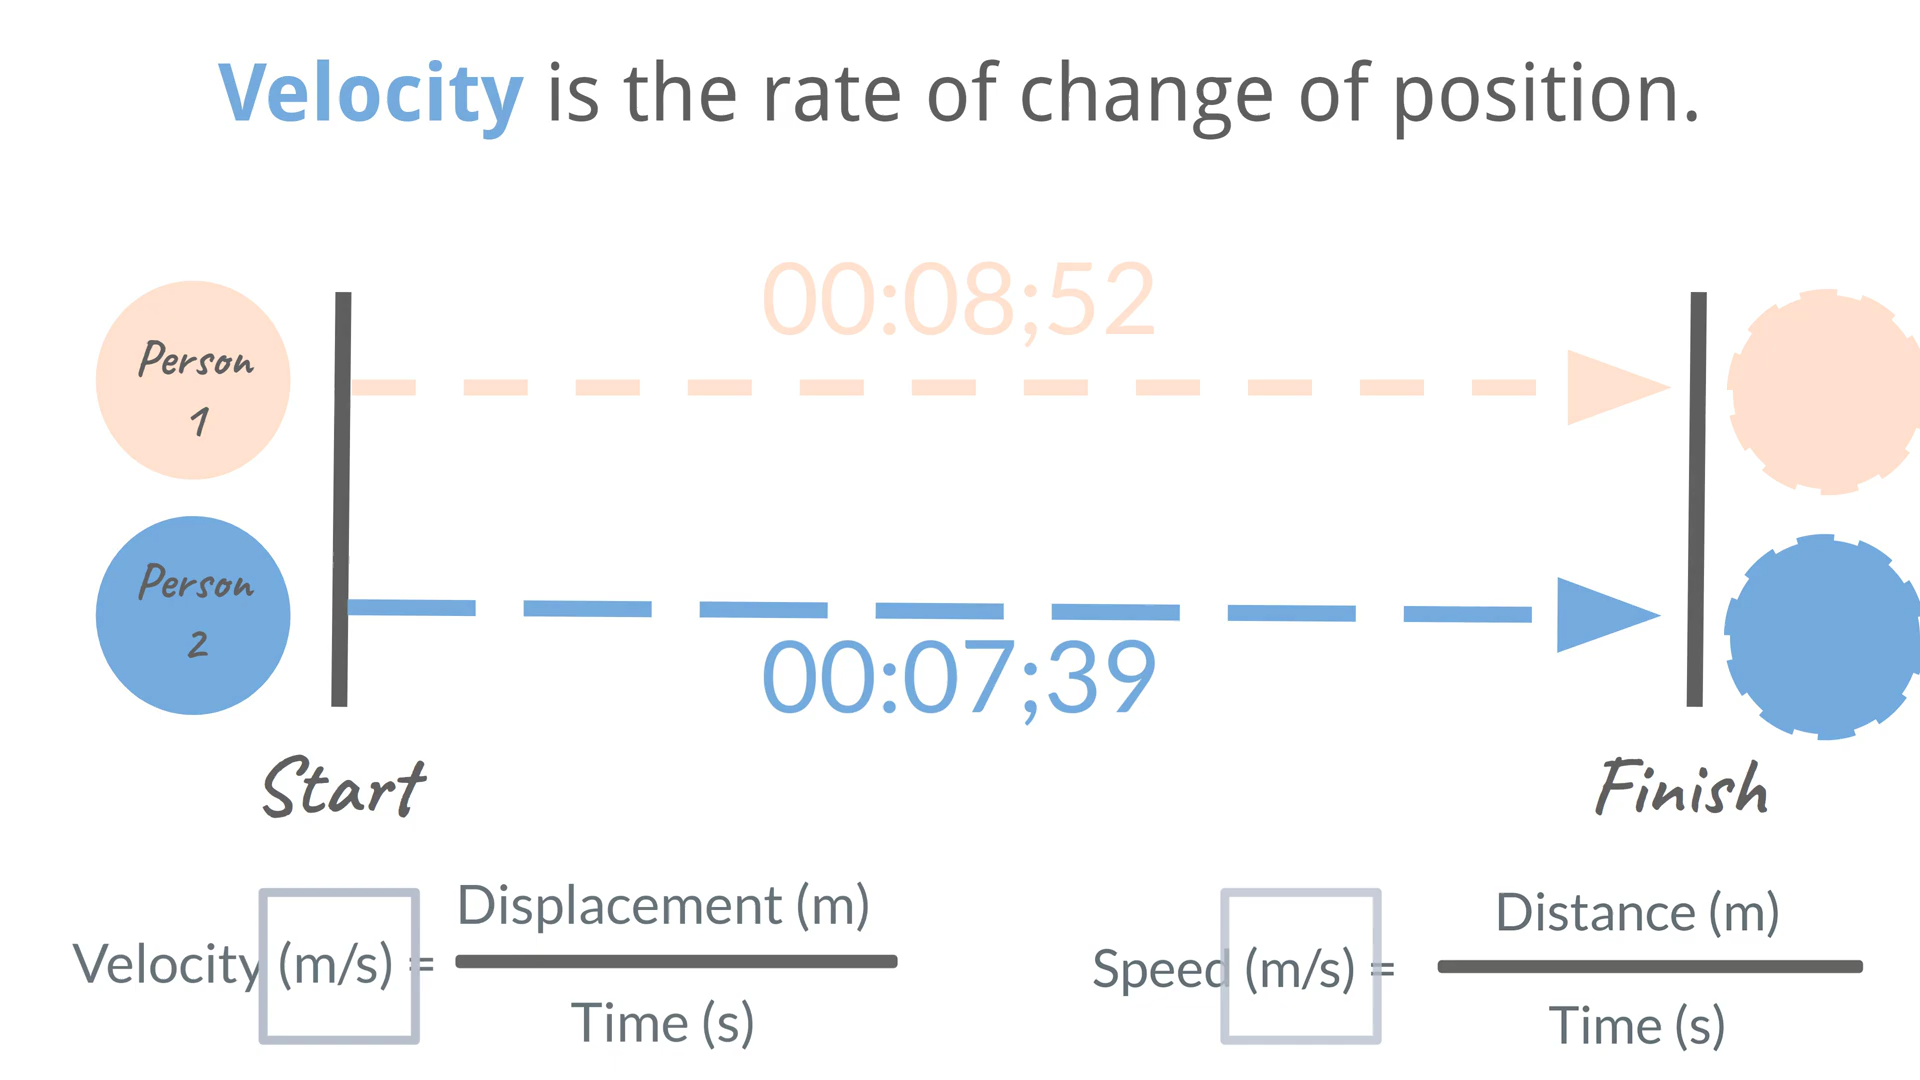 Velocity is the rate of change of position.
00:08;52
Person
1
Person
2
00:07;39
Start
Finish
Displacement (m)
Velocity (m/s) =
Time (s)
Distance (m)
Speed (m/s) =
Time (s)